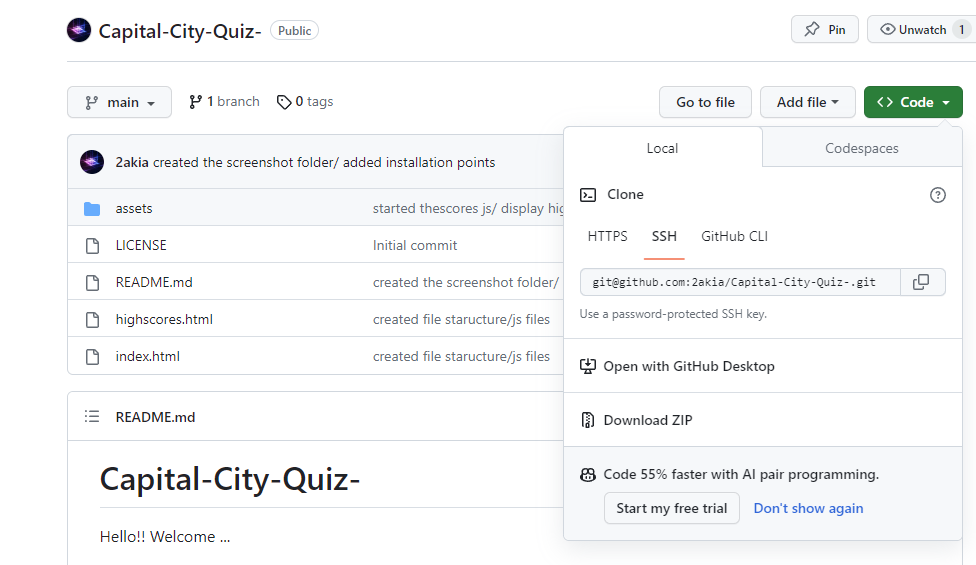 Capital-City-Quiz- Public
Pin
Unwatch 1
main
1 branch
0 tags
Go to file
Add file
<> Code
2akia created the screenshot folder/ added installation points
assets started thescores js/ display hig
LICENSE Initial commit
README.md created the screenshot folder/
highscores.html created file staructure/js files
index.html created file staructure/js files
README.md
Capital-City-Quiz-
Hello!! Welcome ...
Local
Codespaces
Clone
HTTPS
SSH
GitHub CLI
git@github.com:2akia/Capital-City-Quiz-.git
Use a password-protected SSH key.
Open with GitHub Desktop
Download ZIP
Code 55% faster with AI pair programming.
Start my free trial
Don't show again